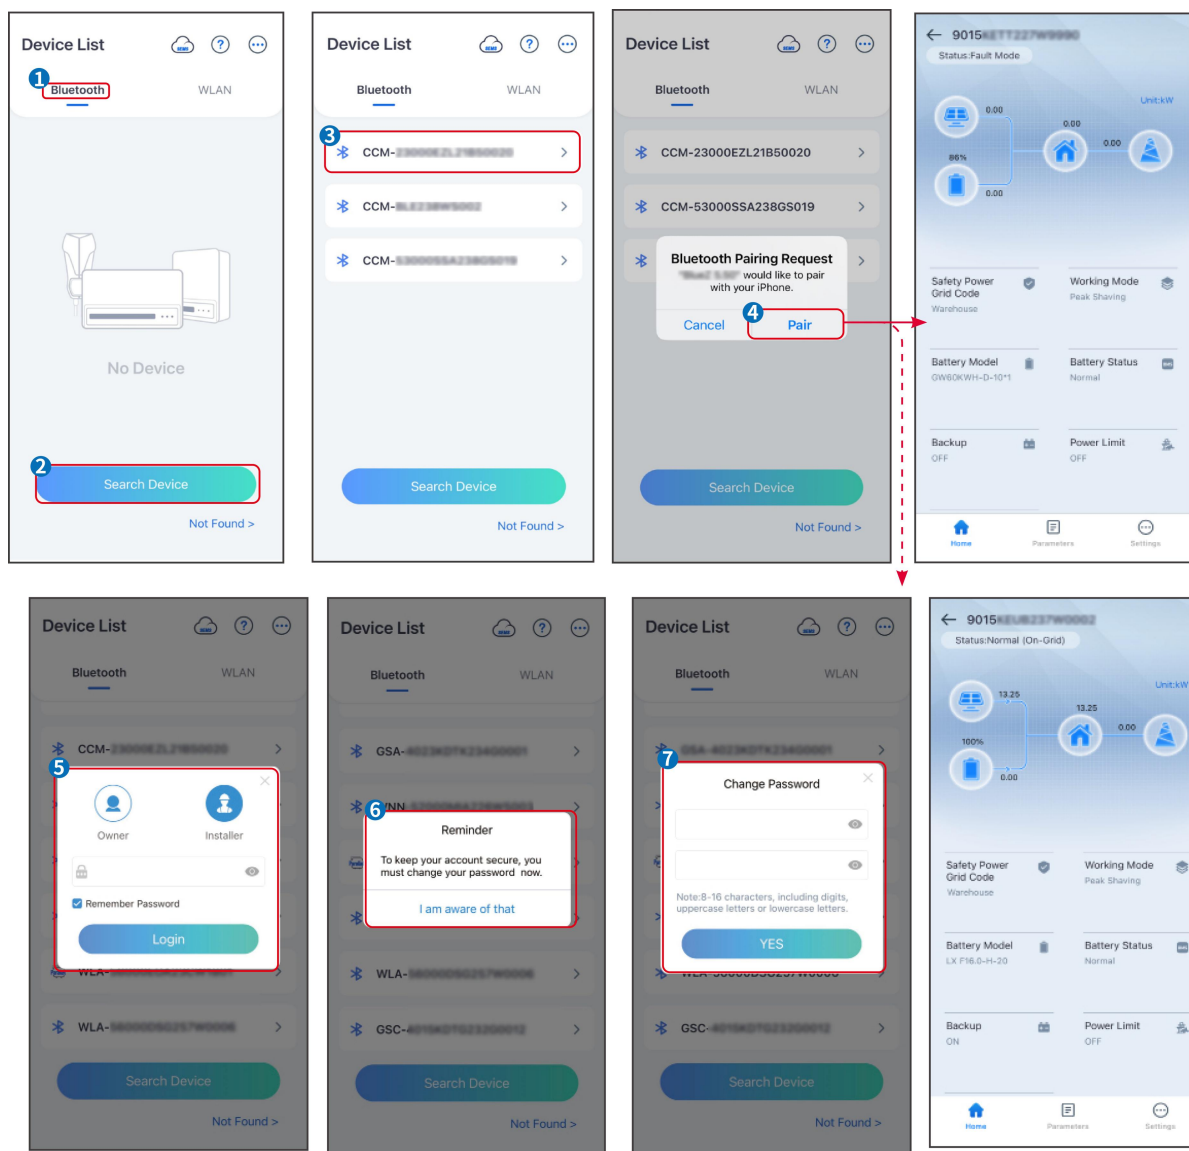 Device List
1
Bluetooth
WLAN
No Device
2
Search Device
Not Found >
Device List
Bluetooth
WLAN
3
CCM-
CCM-
CCM-
Search Device
Not Found >
Device List
Bluetooth
WLAN
CCM-23000EZL21B50020
CCM-53000SSA238GS019
Bluetooth Pairing Request
would like to pair
with your iPhone.
4
Cancel
Pair
Search Device
Not Found >
9015
Status:Fault Mode
Unit:kW
0.00
0.00
0.00
86%
0.00
Safety Power
Grid Code
Warehouse
Working Mode
Peak Shaving
Battery Model
GW60KWH-D-10*1
Battery Status
Normal
Backup
OFF
Power Limit
OFF
Home
Parameters
Settings
Device List
Bluetooth
WLAN
CCM-
5
Owner
Installer
Remember Password
Login
WLA-
WLA-
Search Device
Not Found >
Device List
Bluetooth
WLAN
GSA-
6
Reminder
To keep your account secure, you
must change your password now.
I am aware of that
WLA-
GSC-
Search Device
Not Found >
Device List
Bluetooth
WLAN
7
Change Password
Note:8-16 characters, including digits,
uppercase letters or lowercase letters.
YES
GSC-
Search Device
Not Found >
9015
Status:Normal (On-Grid)
Unit:kW
13.25
13.25
0.00
100%
0.00
Safety Power
Grid Code
Warehouse
Working Mode
Peak Shaving
Battery Model
LX F16.0-H-20
Battery Status
Normal
Backup
ON
Power Limit
OFF
Home
Parameters
Settings